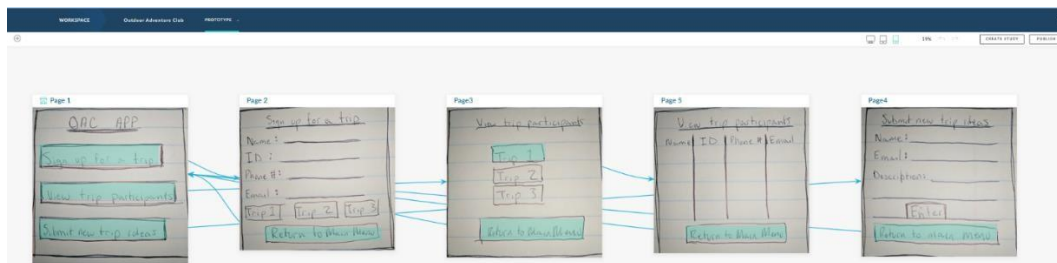 WORKSPACE Outdoor Adventure Club PROTOTYPE
CREATE STUDY PUBLISH
Page 1
OAC APP
Sign up for a trip
View trip participants
Submit new trip ideas
Page 2
Sign up for a trip
Name:
ID:
Phone #:
Email:
Trip 1 Trip 2 Trip 3
Return to Main Menu
Page3
View trip participants
Trip 1
Trip 2
Trip 3
Return to Main Menu
Page 5
View trip participants
Name ID Phone # Email
Return to Main Menu
Page4
Submit new trip ideas
Name:
Email:
Description:
Enter
Return to main menu